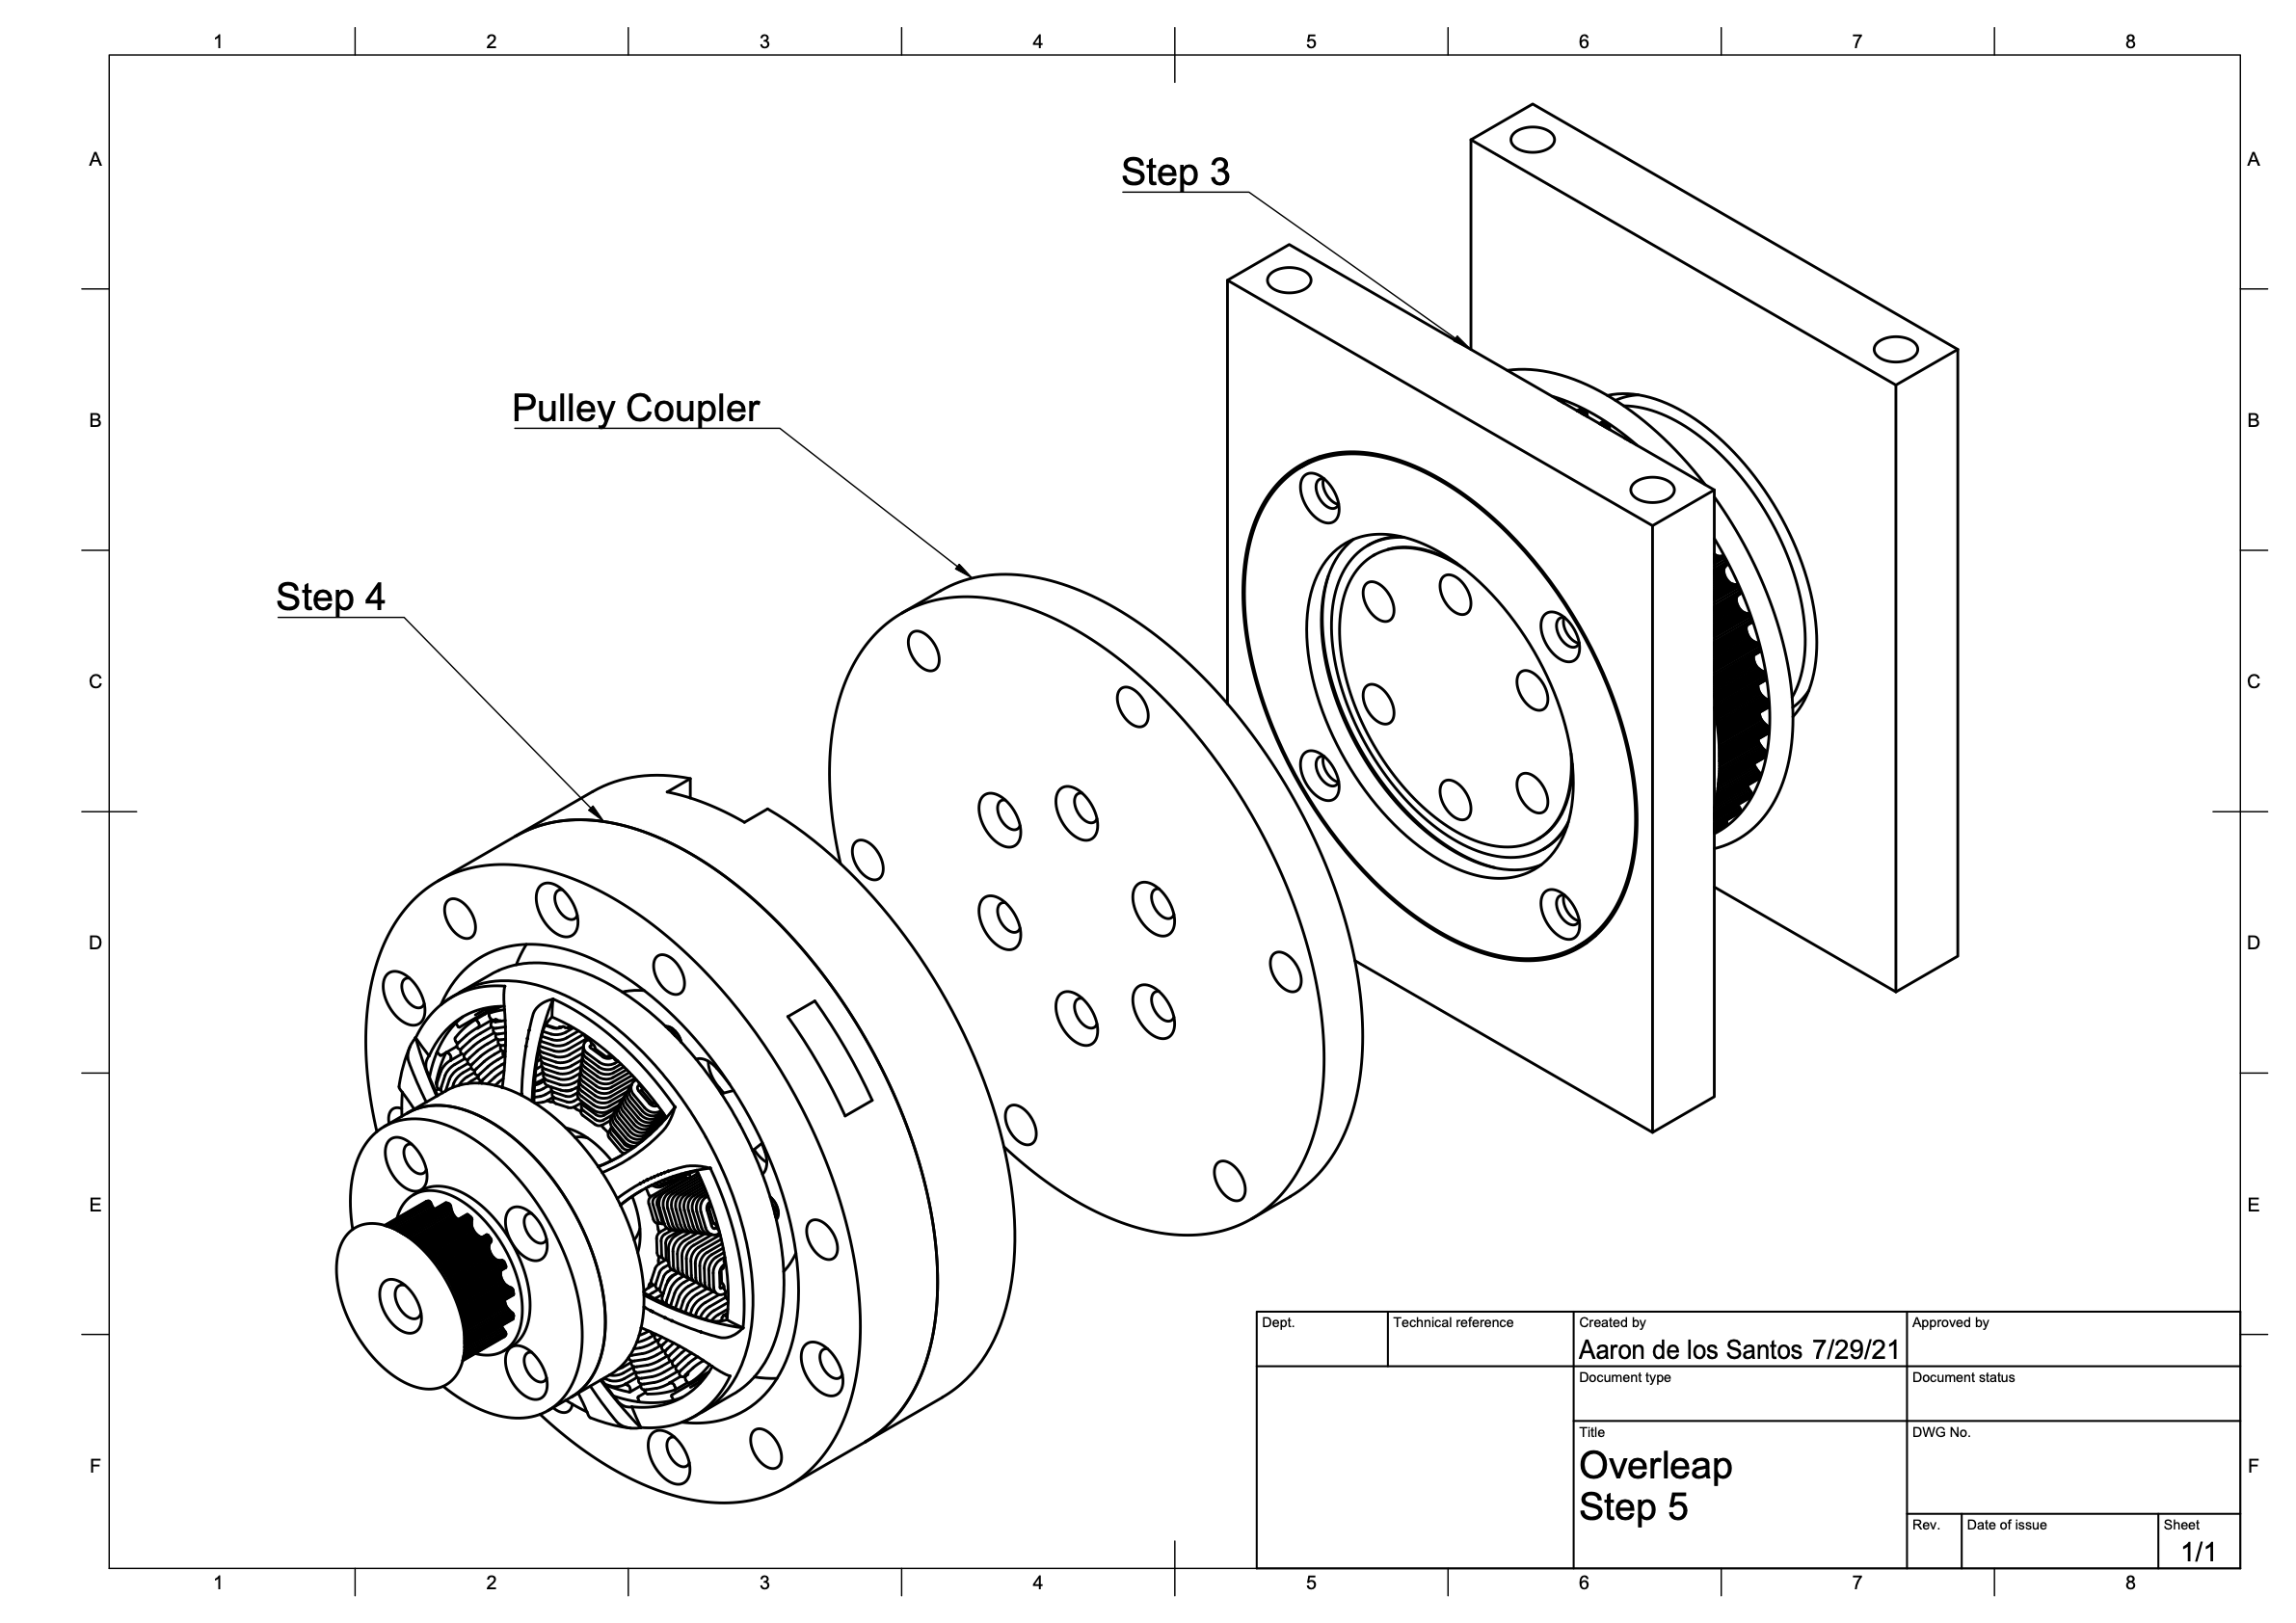 1 2 3 4 5 6 7 8
A A
Step 3
B B
Pulley Coupler
Step 4
C C
D D
E E
Dept. Technical reference Created by Approved by
Aaron de los Santos 7/29/21
Document type Document status
Title DWG No.
Overleap
F F
Step 5
Rev. Date of issue Sheet
1/1
1 2 3 4 5 6 7 8